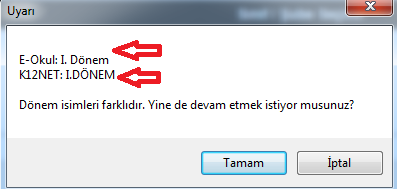 Uyarı
E-Okul: I. Dönem
K12NET: I.DÖNEM
Dönem isimleri farklıdır. Yine de devam etmek istiyor musunuz?
Tamam
İptal